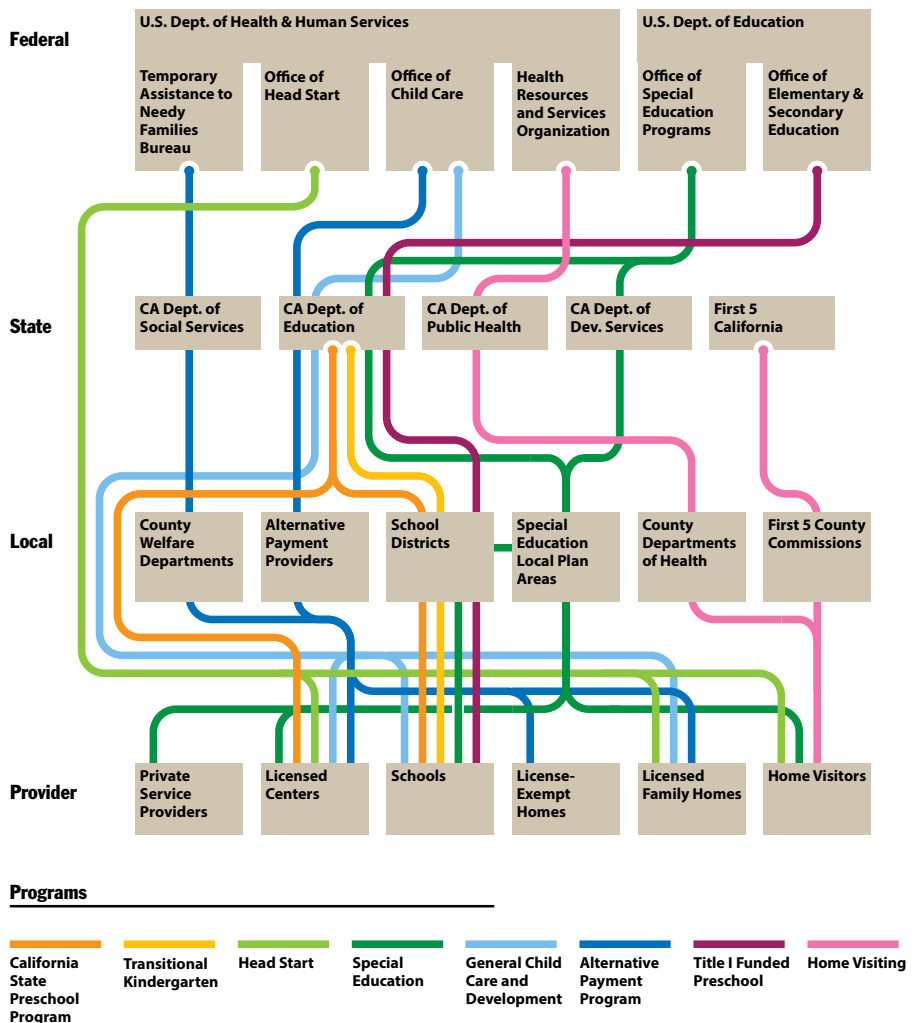 Federal
U.S. Dept. of Health & Human Services
U.S. Dept. of Education
Temporary
Assistance to
Needy
Families
Bureau
Office of
Head Start
Office of
Child Care
Health
Resources
and Services
Organization
Office of
Special
Education
Programs
Office of
Elementary &
Secondary
Education
State
CA Dept. of
Social Services
CA Dept. of
Education
CA Dept. of
Public Health
CA Dept. of
Dev. Services
First 5
California
Local
County
Welfare
Departments
Alternative
Payment
Providers
School
Districts
Special
Education
Local Plan
Areas
County
Departments
of Health
First 5 County
Commissions
Provider
Private
Service
Providers
Licensed
Centers
Schools
License-
Exempt
Homes
Licensed
Family Homes
Home Visitors
Programs
California
State
Preschool
Program
Transitional
Kindergarten
Head Start
Special
Education
General Child
Care and
Development
Alternative
Payment
Program
Title I Funded
Preschool
Home Visiting